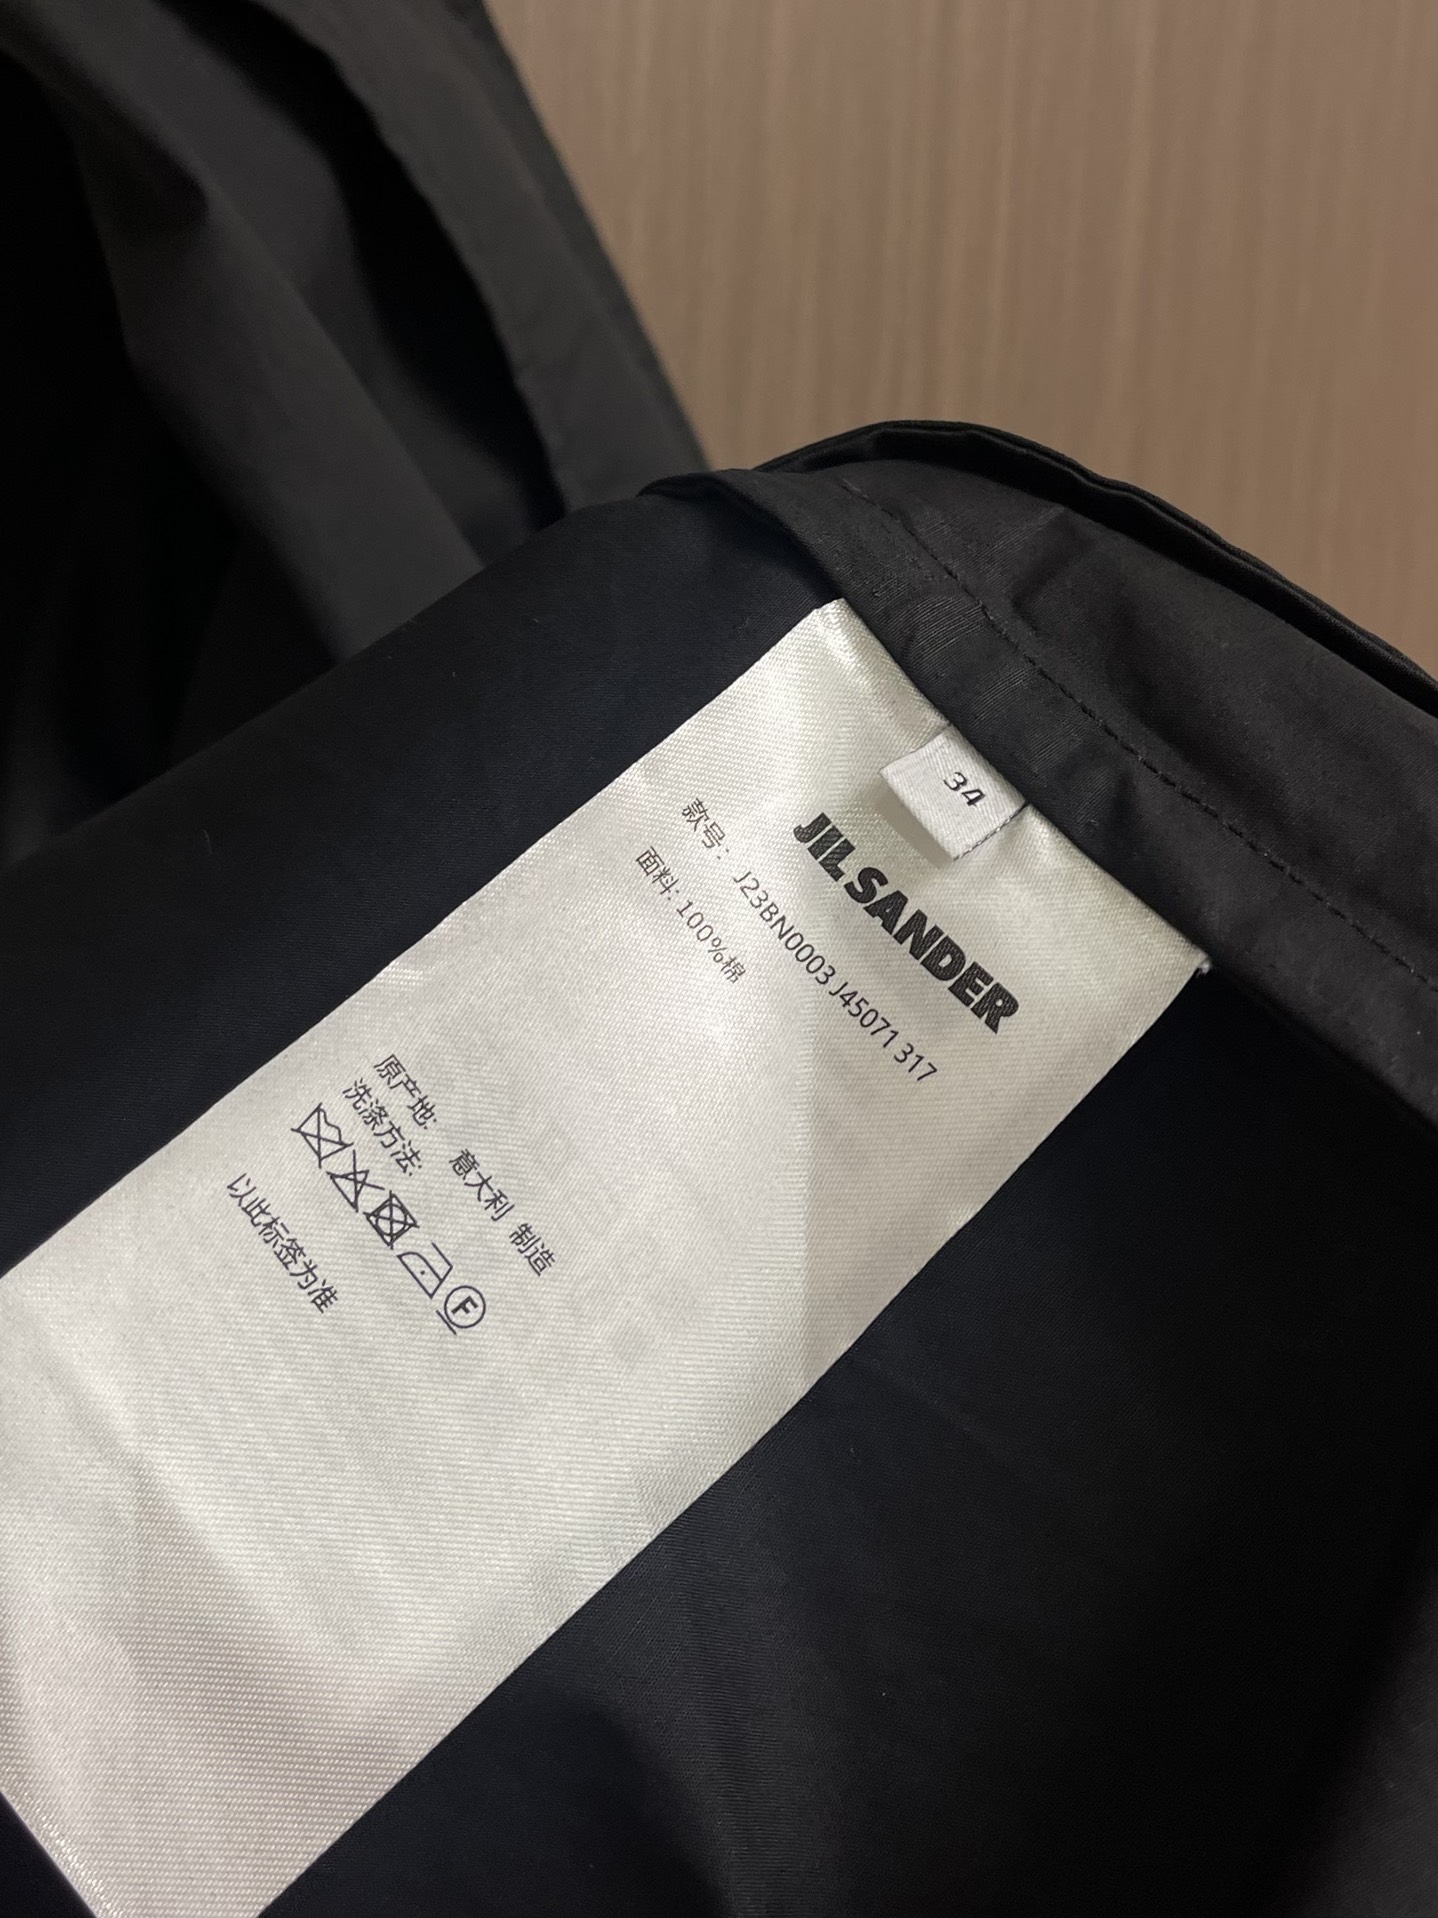 34
JIL SANDER
款号: J23BN0003 J45071 317
面料: 100%棉
原产地: 意大利 制造
洗涤方法:
F
以此标签为准